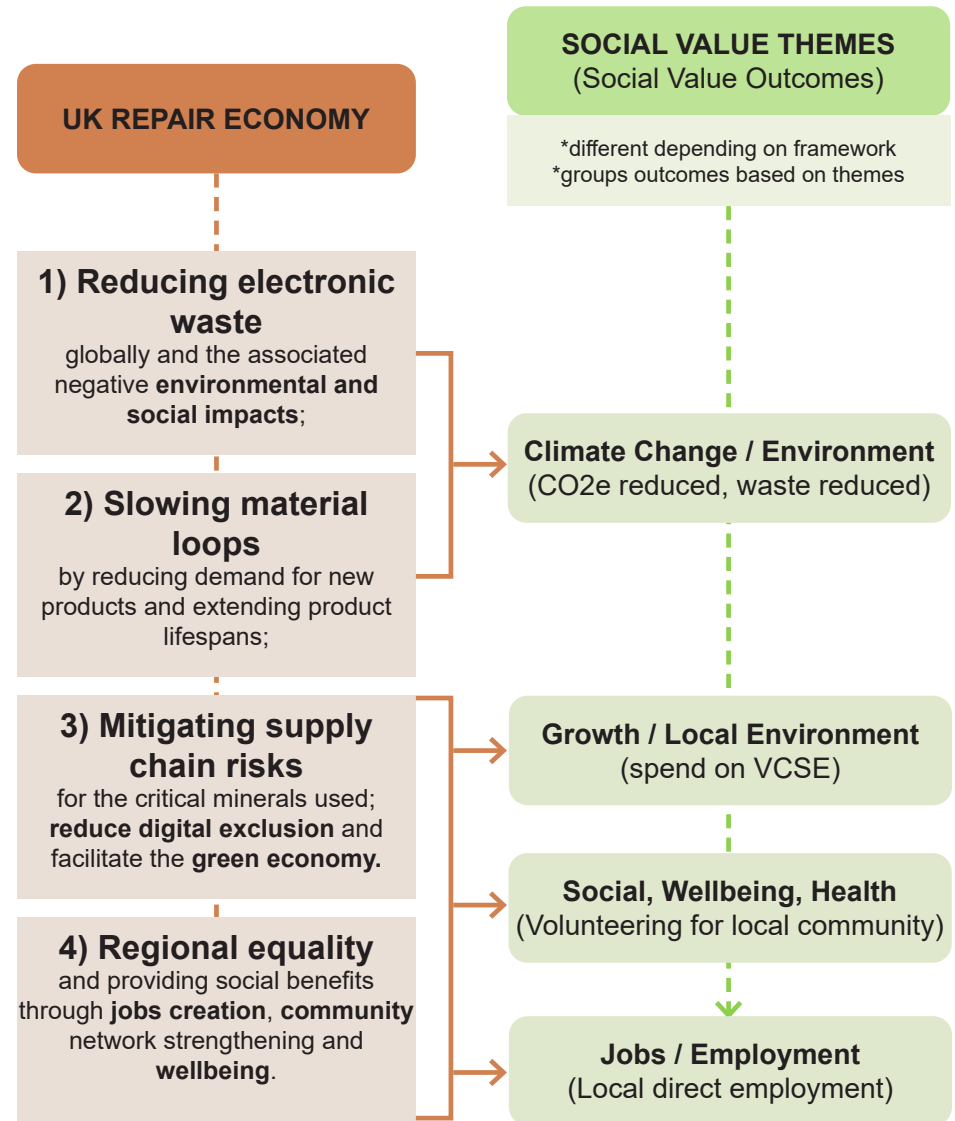 UK REPAIR ECONOMY
1) Reducing electronic
waste
globally and the associated
negative environmental and
social impacts;
2) Slowing material
loops
by reducing demand for new
products and extending product
lifespans;
3) Mitigating supply
chain risks
for the critical minerals used;
reduce digital exclusion and
facilitate the green economy.
4) Regional equality
and providing social benefits
through jobs creation, community
network strengthening and
wellbeing.
SOCIAL VALUE THEMES
(Social Value Outcomes)
*different depending on framework
*groups outcomes based on themes
Climate Change / Environment
(CO2e reduced, waste reduced)
Growth / Local Environment
(spend on VCSE)
Social, Wellbeing, Health
(Volunteering for local community)
Jobs / Employment
(Local direct employment)